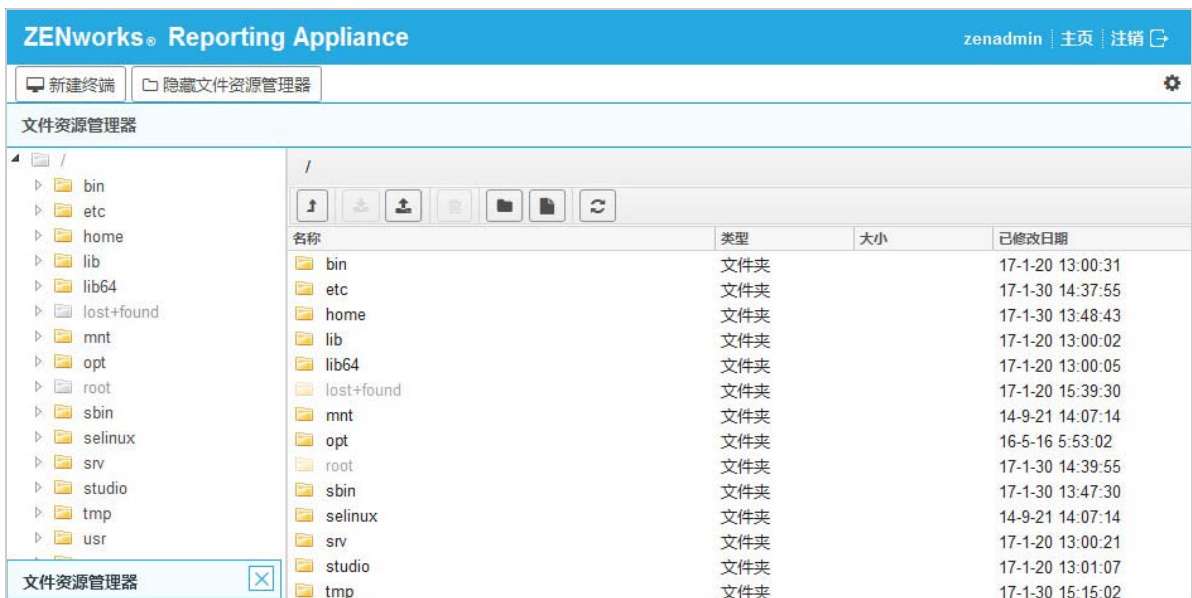 ZENworks® Reporting Appliance
zenadmin 主页 注销
新建终端 隐藏文件资源管理器
文件资源管理器
/
bin
etc
home
lib
lib64
lost+found
mnt
opt
root
sbin
selinux
srv
studio
tmp
usr
文件资源管理器
/
名称 类型 大小 已修改日期
bin 文件夹 17-1-20 13:00:31
etc 文件夹 17-1-30 14:37:55
home 文件夹 17-1-30 13:48:43
lib 文件夹 17-1-20 13:00:02
lib64 文件夹 17-1-20 13:00:05
lost+found 文件夹 17-1-20 15:39:30
mnt 文件夹 14-9-21 14:07:14
opt 文件夹 16-5-16 5:53:02
root 文件夹 17-1-30 14:39:55
sbin 文件夹 17-1-30 13:47:30
selinux 文件夹 14-9-21 14:07:14
srv 文件夹 17-1-20 13:00:21
studio 文件夹 17-1-20 13:01:07
tmp 文件夹 17-1-30 15:15:02